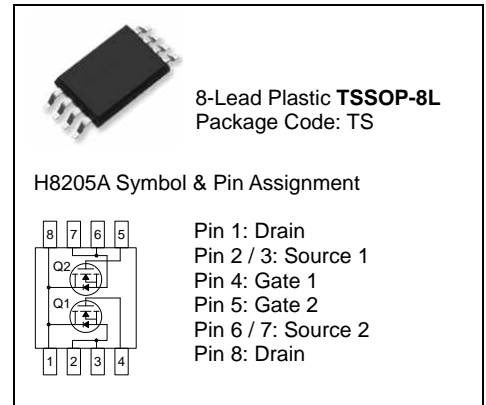 8-Lead Plastic TSSOP-8L
Package Code: TS
H8205A Symbol & Pin Assignment
8 7 6 5
Q2
Q1
1 2 3 4
Pin 1: Drain
Pin 2 / 3: Source 1
Pin 4: Gate 1
Pin 5: Gate 2
Pin 6 / 7: Source 2
Pin 8: Drain